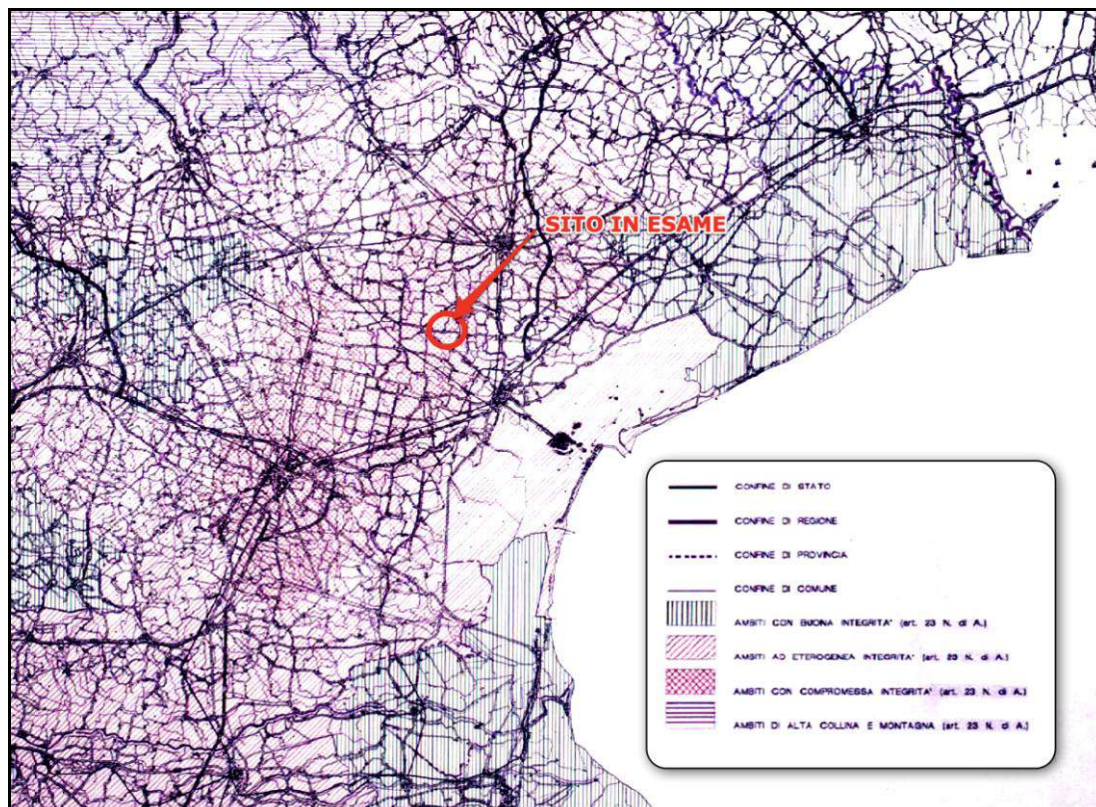 SITO IN ESAME
CONFINE DI STATO
CONFINE DI REGIONE
CONFINE DI PROVINCIA
CONFINE DI COMUNE
AMBITI CON BUONA INTEGRITA' (art. 23 N. di A.)
AMBITI AD ETEROGENEA INTEGRITA' (art. 23 N. di A.)
AMBITI CON COMPROMESSA INTEGRITA' (art. 23 N. di A.)
AMBITI DI ALTA COLLINA E MONTAGNA (art. 23 N. di A.)